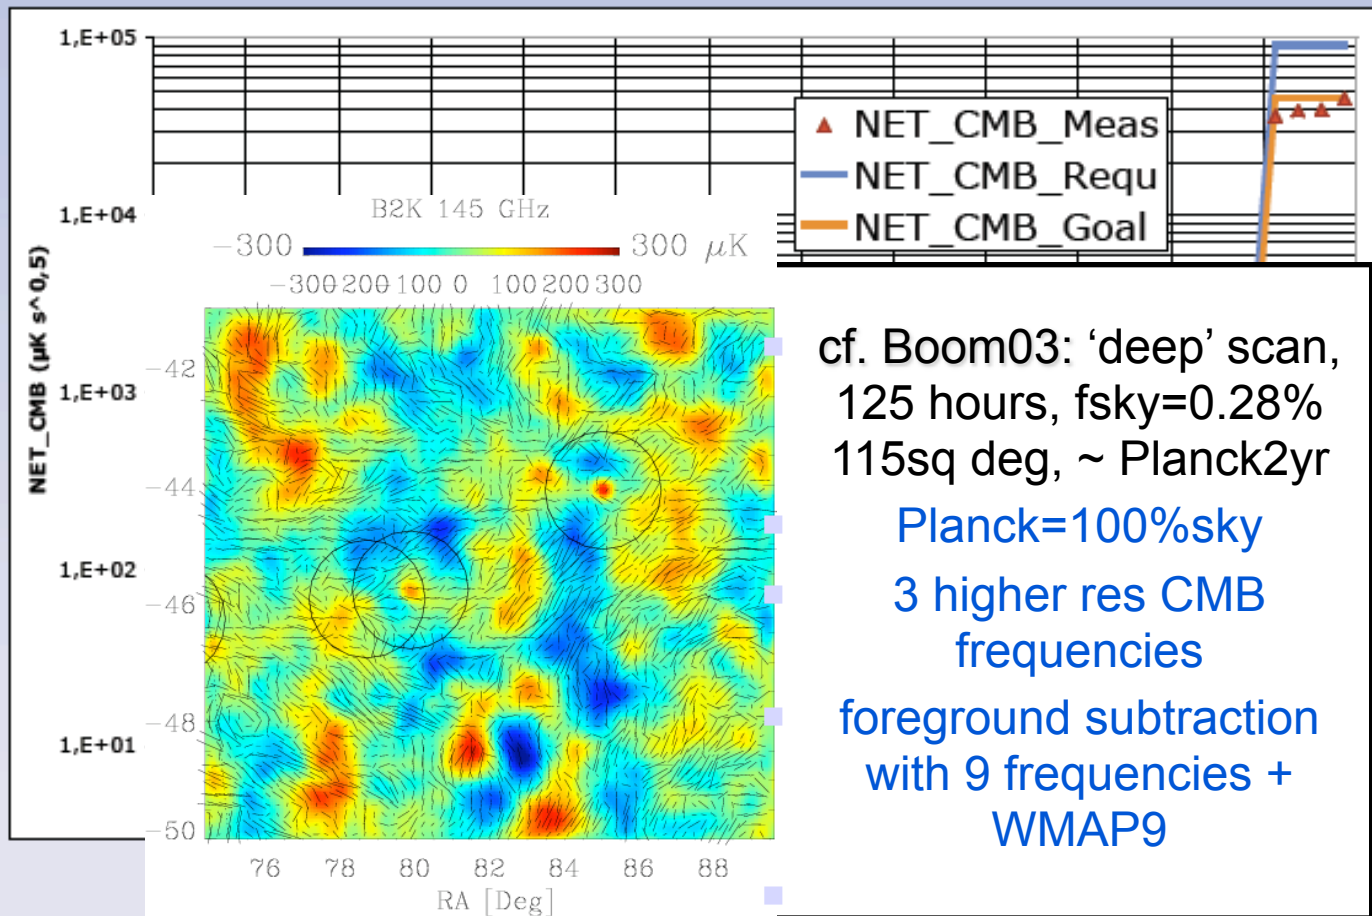 1,E+05
NET_CMB_Meas
NET_CMB_Requ
NET_CMB_Goal
1,E+04
1,E+03
1,E+02
1,E+01
NET_CMB (µK s^0,5)
B2K 145 GHz
−300 300 µK
−300 −200 −100 0 100 200 300
−42
−44
−46
−48
−50
76 78 80 82 84 86 88
RA [Deg]
cf. Boom03: ‘deep’ scan,
125 hours, fsky=0.28%
115sq deg, ~ Planck2yr
Planck=100%sky
3 higher res CMB
frequencies
foreground subtraction
with 9 frequencies +
WMAP9